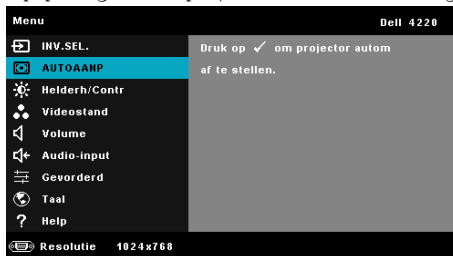 Menu
Dell 4220
INV.SEL.
AUTOAANP
Helderh/Contr
Videostand
Volume
Audio-input
Gevorderd
Taal
Help
Druk op ✓ om projector autom
af te stellen.
Resolutie 1024x768